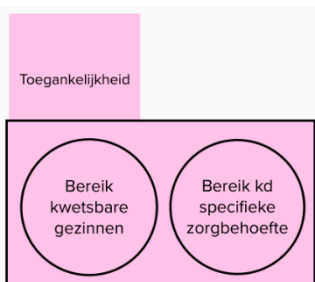 Toegankelijkheid
Bereik
kwetsbare
gezinnen
Bereik kd
specifieke
zorgbehoefte